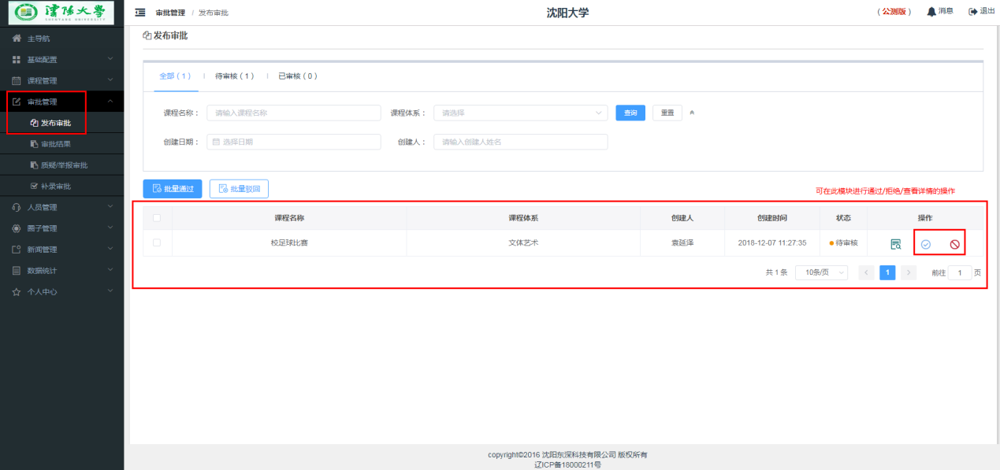 沈阳大学
SHENYANG UNIVERSITY
审批管理 / 发布审批
沈阳大学
（公测版） 消息 退出
主导航
基础配置
课程管理
审批管理
发布审批
审批结果
质疑/举报审批
补录审批
人员管理
圈子管理
新闻管理
数据统计
个人中心
发布审批
全部（1） 待审核（1） 已审核（0）
课程名称： 请输入课程名称 课程体系： 请选择 查询 重置
创建日期： 选择日期 创建人： 请输入创建人姓名
批量通过 批量驳回
可在此模块进行通过/拒绝/查看详情的操作
课程名称 课程体系 创建人 创建时间 状态 操作
校足球比赛 文体艺术 袁延泽 2018-12-07 11:27:35 待审核
共 1 条 10条/页 < 1 > 前往 1 页
copyright©2016 沈阳东深科技有限公司 版权所有
辽ICP备16000211号